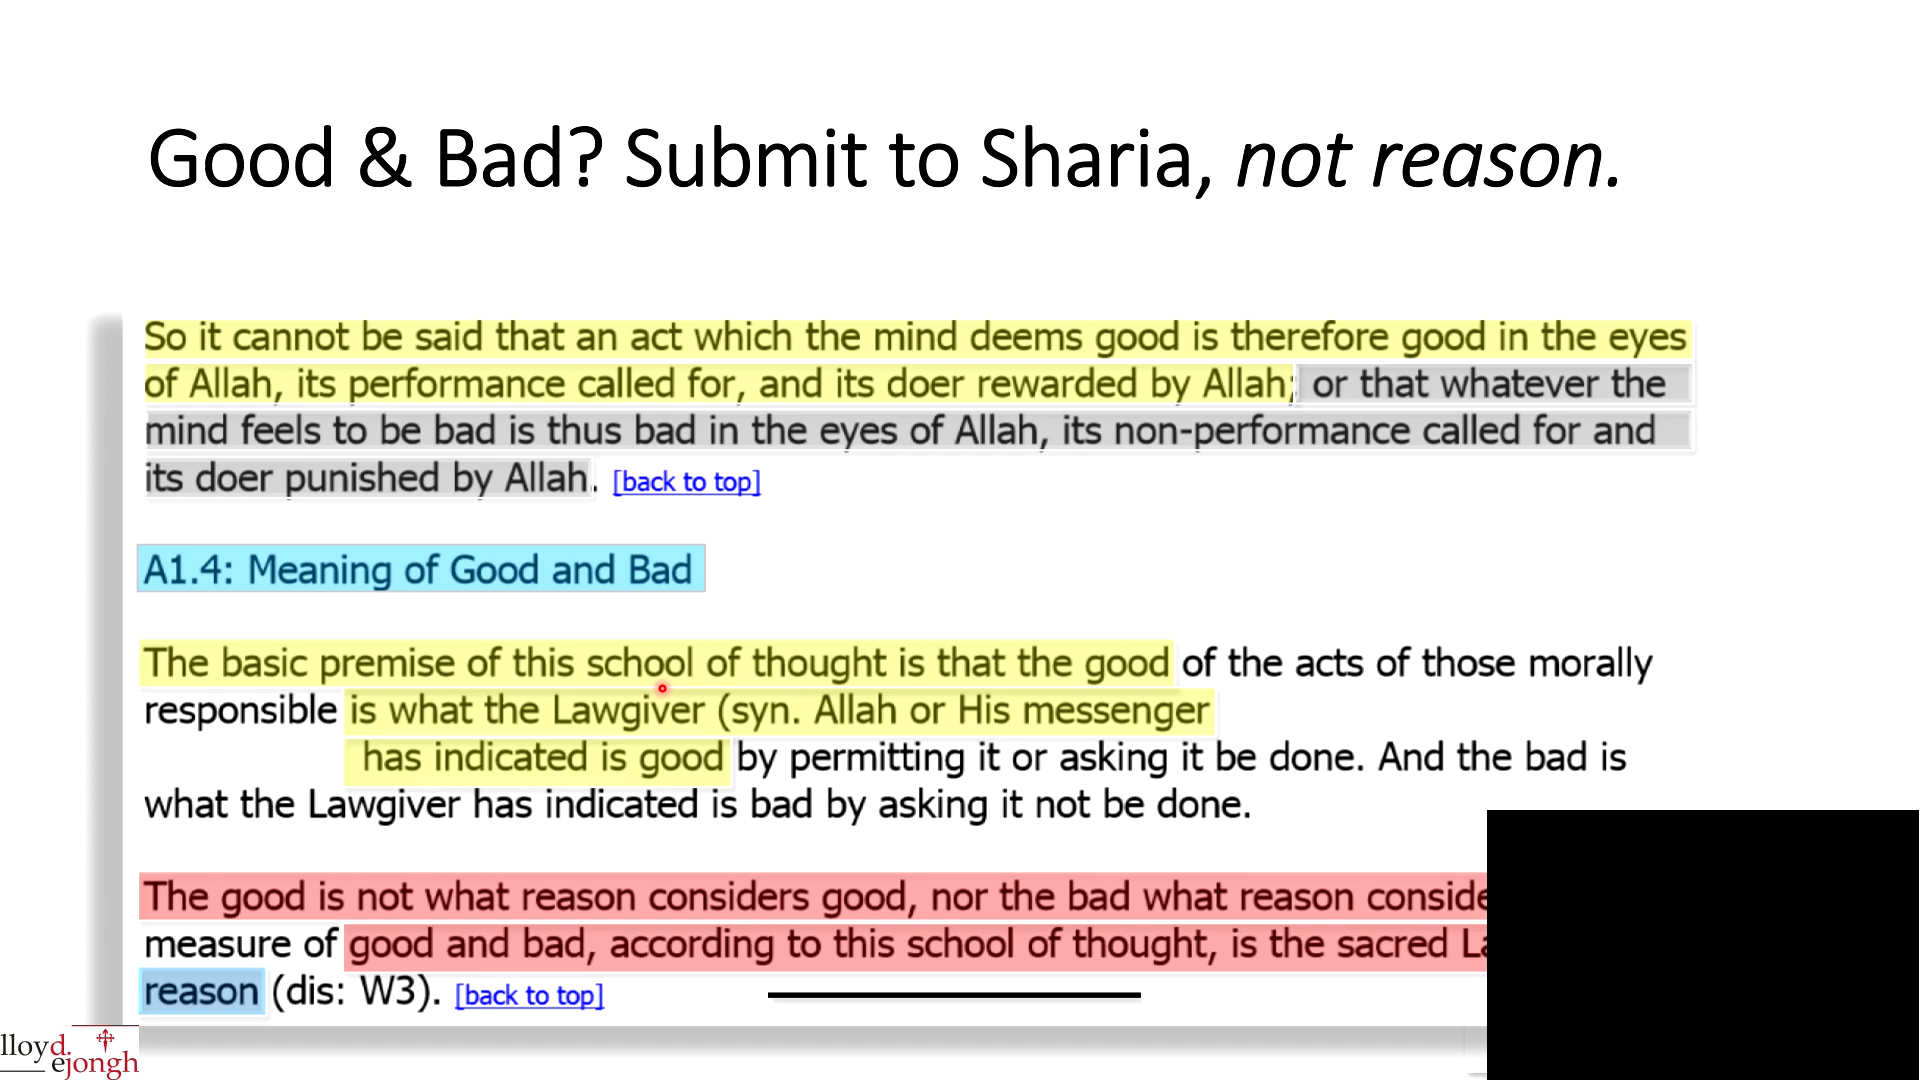 Good & Bad? Submit to Sharia, not reason.
So it cannot be said that an act which the mind deems good is therefore good in the eyes
of Allah, its performance called for, and its doer rewarded by Allah; or that whatever the
mind feels to be bad is thus bad in the eyes of Allah, its non-performance called for and
its doer punished by Allah. [back to top]
A1.4: Meaning of Good and Bad
The basic premise of this school of thought is that the good of the acts of those morally
responsible is what the Lawgiver (syn. Allah or His messenger
has indicated is good by permitting it or asking it be done. And the bad is
what the Lawgiver has indicated is bad by asking it not be done.
The good is not what reason considers good, nor the bad what reason
measure of good and bad, according to this school of thought, is the sacred
reason (dis: W3). [back to top]
lloyd
ejongh